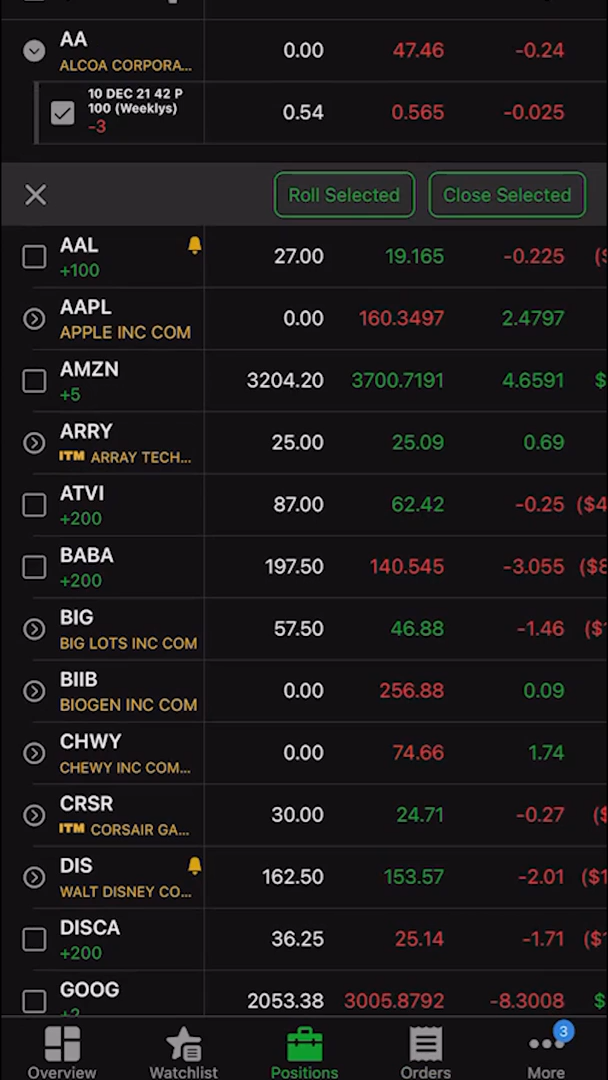 AA 0.00 47.46 -0.24
ALCOA CORPORA...
10 DEC 21 42 P
100 (Weeklys) 0.54 0.565 -0.025
-3
Roll Selected Close Selected
AAL 27.00 19.165 -0.225 ($
+100
AAPL 0.00 160.3497 2.4797
APPLE INC COM
AMZN 3204.20 3700.7191 4.6591 $
+5
ARRY 25.00 25.09 0.69
ITM ARRAY TECH...
ATVI 87.00 62.42 -0.25 ($4
+200
BABA 197.50 140.545 -3.055 ($8
+200
BIG 57.50 46.88 -1.46 ($1
BIG LOTS INC COM
BIIB 0.00 256.88 0.09
BIOGEN INC COM
CHWY 0.00 74.66 1.74
CHEWY INC COM...
CRSR 30.00 24.71 -0.27 ($
ITM CORSAIR GA...
DIS 162.50 153.57 -2.01 ($1
WALT DISNEY CO...
DISCA 36.25 25.14 -1.71 ($1
+200
GOOG 2053.38 3005.8792 -8.3008 $
+2
3
Overview Watchlist Positions Orders More